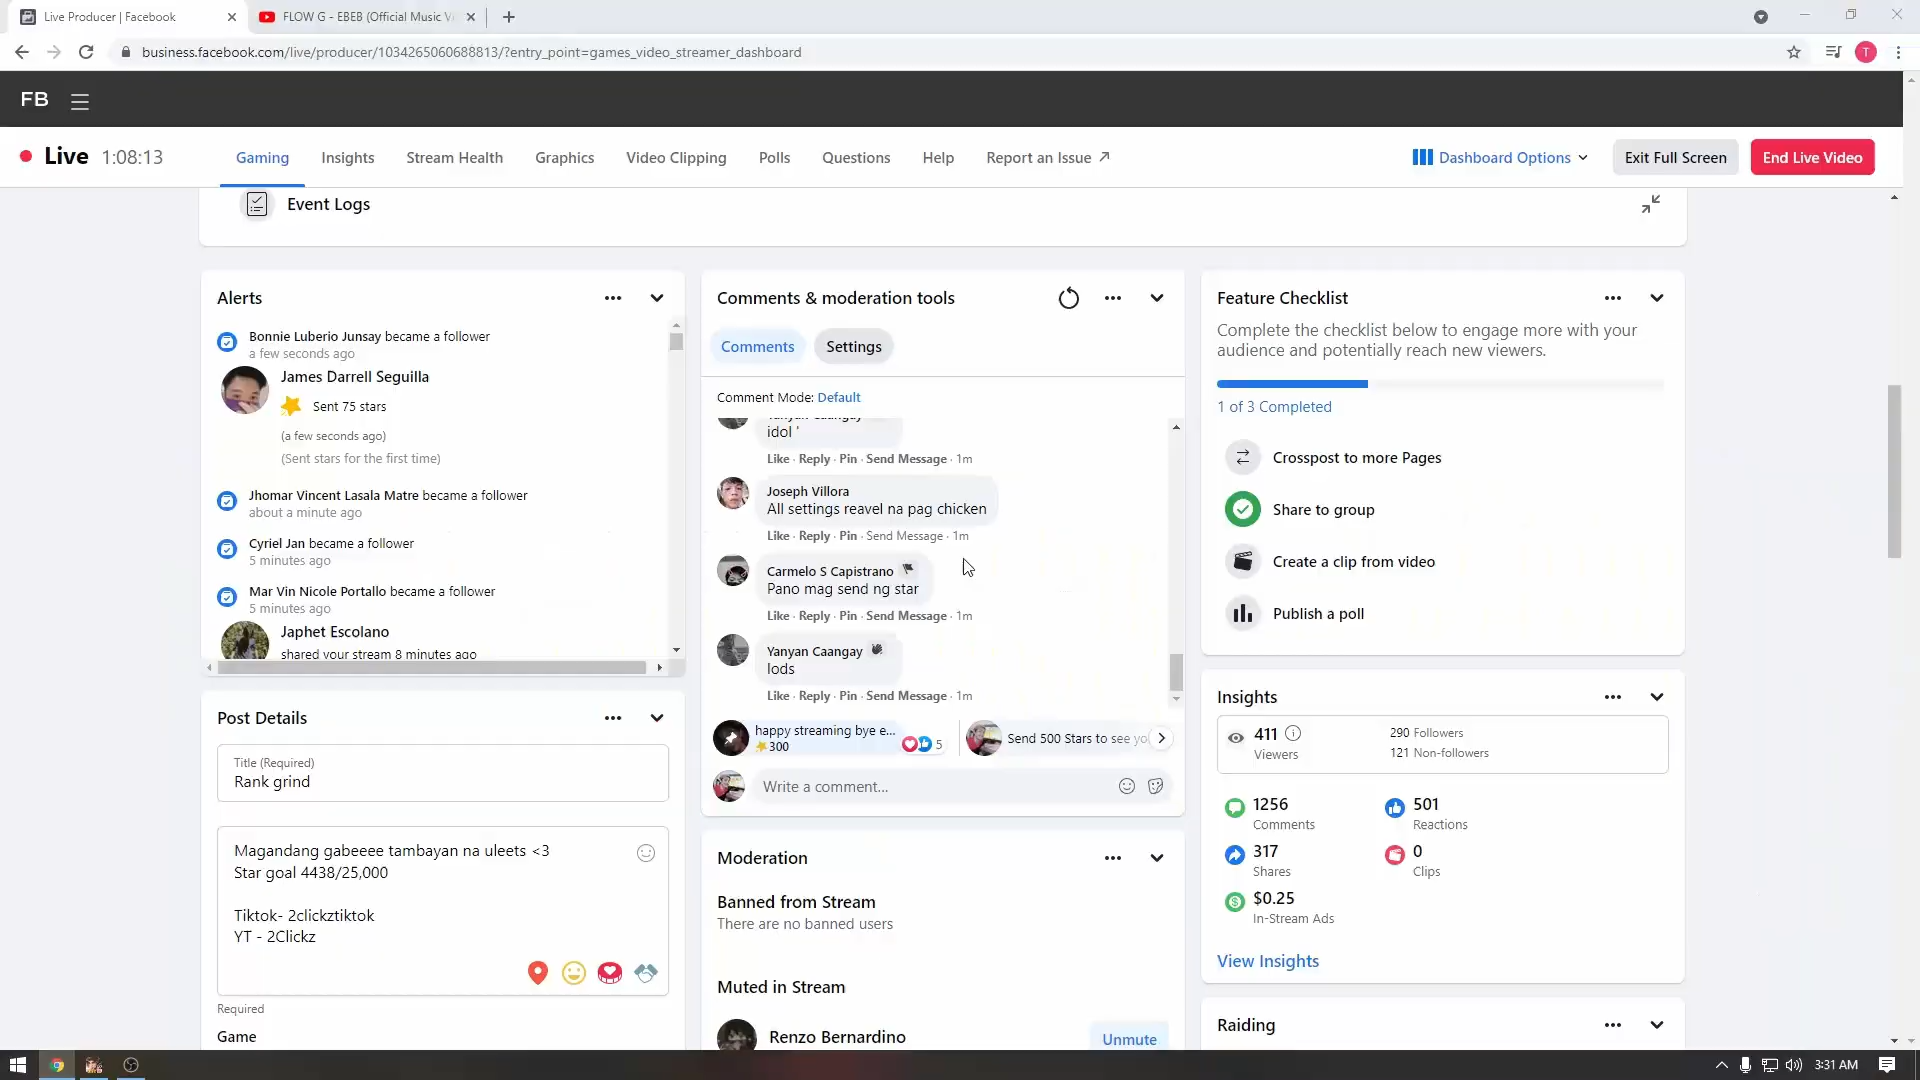 Live Producer | Facebook
FLOW G - EBEB (Official Music V
business.facebook.com/live/producer/1034265060688813/?entry_point=games_video_streamer_dashboard
T
FB
Live 1:08:13
Gaming
Insights
Stream Health
Graphics
Video Clipping
Polls
Questions
Help
Report an Issue
Dashboard Options
Exit Full Screen
End Live Video
Event Logs
Alerts
Bonnie Luberio Junsay became a follower
a few seconds ago
James Darrell Seguilla
Sent 75 stars
(a few seconds ago)
(Sent stars for the first time)
Jhomar Vincent Lasala Matre became a follower
about a minute ago
Cyriel Jan became a follower
5 minutes ago
Mar Vin Nicole Portallo became a follower
5 minutes ago
Japhet Escolano
shared your stream 8 minutes ago
Post Details
Title (Required)
Rank grind
Magandang gabeeee tambayan na uleets <3
Star goal 4438/25,000
Tiktok- 2clickztiktok
YT - 2Clickz
Required
Game
Comments & moderation tools
Comments
Settings
Comment Mode: Default
Yanyan Caangay
idol '
Like · Reply · Pin · Send Message · 1m
Joseph Villora
All settings reavel na pag chicken
Like · Reply · Pin · Send Message · 1m
Carmelo S Capistrano
Pano mag send ng star
Like · Reply · Pin · Send Message · 1m
Yanyan Caangay
lods
Like · Reply · Pin · Send Message · 1m
happy streaming bye e...
300
5
Send 500 Stars to see yo
Write a comment...
Moderation
Banned from Stream
There are no banned users
Muted in Stream
Renzo Bernardino
Unmute
Feature Checklist
Complete the checklist below to engage more with your
audience and potentially reach new viewers.
1 of 3 Completed
Crosspost to more Pages
Share to group
Create a clip from video
Publish a poll
Insights
411
Viewers
290 Followers
121 Non-followers
1256
Comments
501
Reactions
317
Shares
0
Clips
$0.25
In-Stream Ads
View Insights
Raiding
3:31 AM